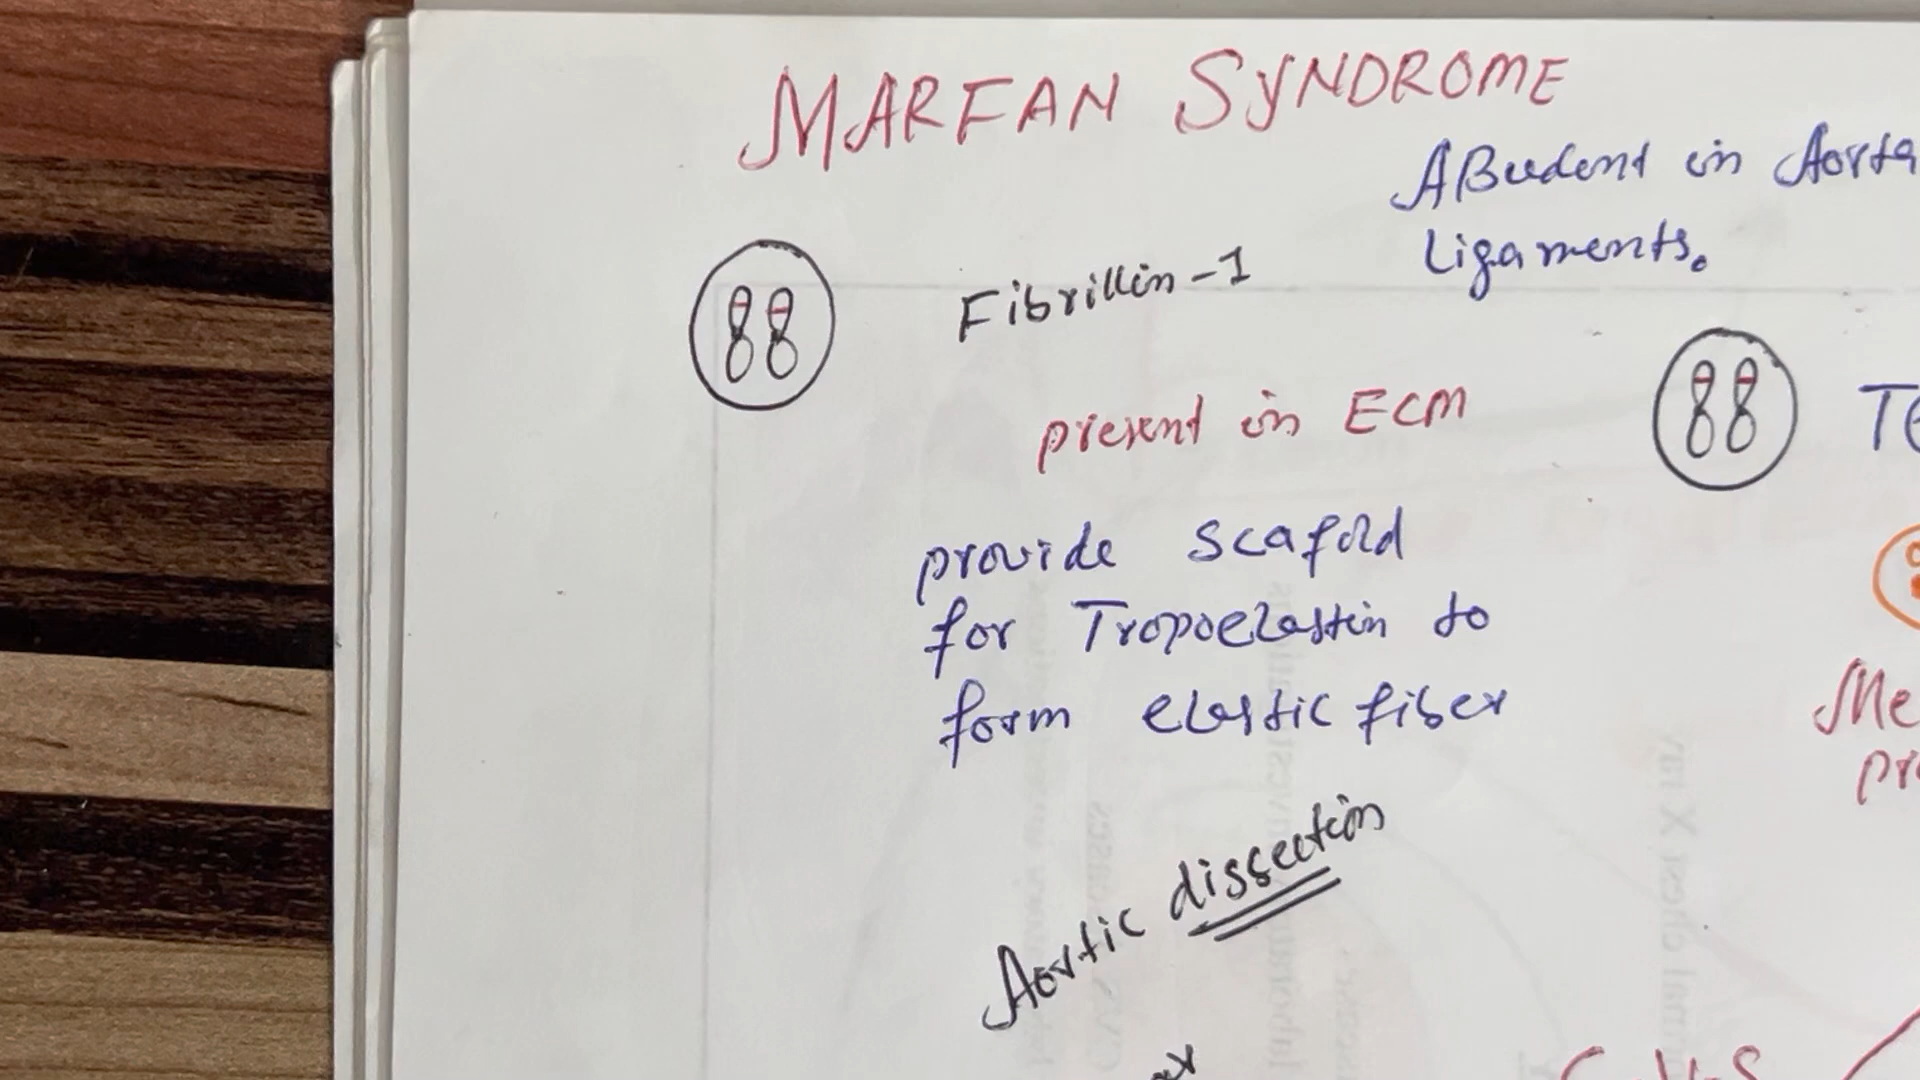 MARFAN SYNDROME
ABudent in Aorta
Ligaments.
Fibrillin-1
present in ECM
provide scafold
for Tropoelastin to
form elastic fiber
Aortic dissection